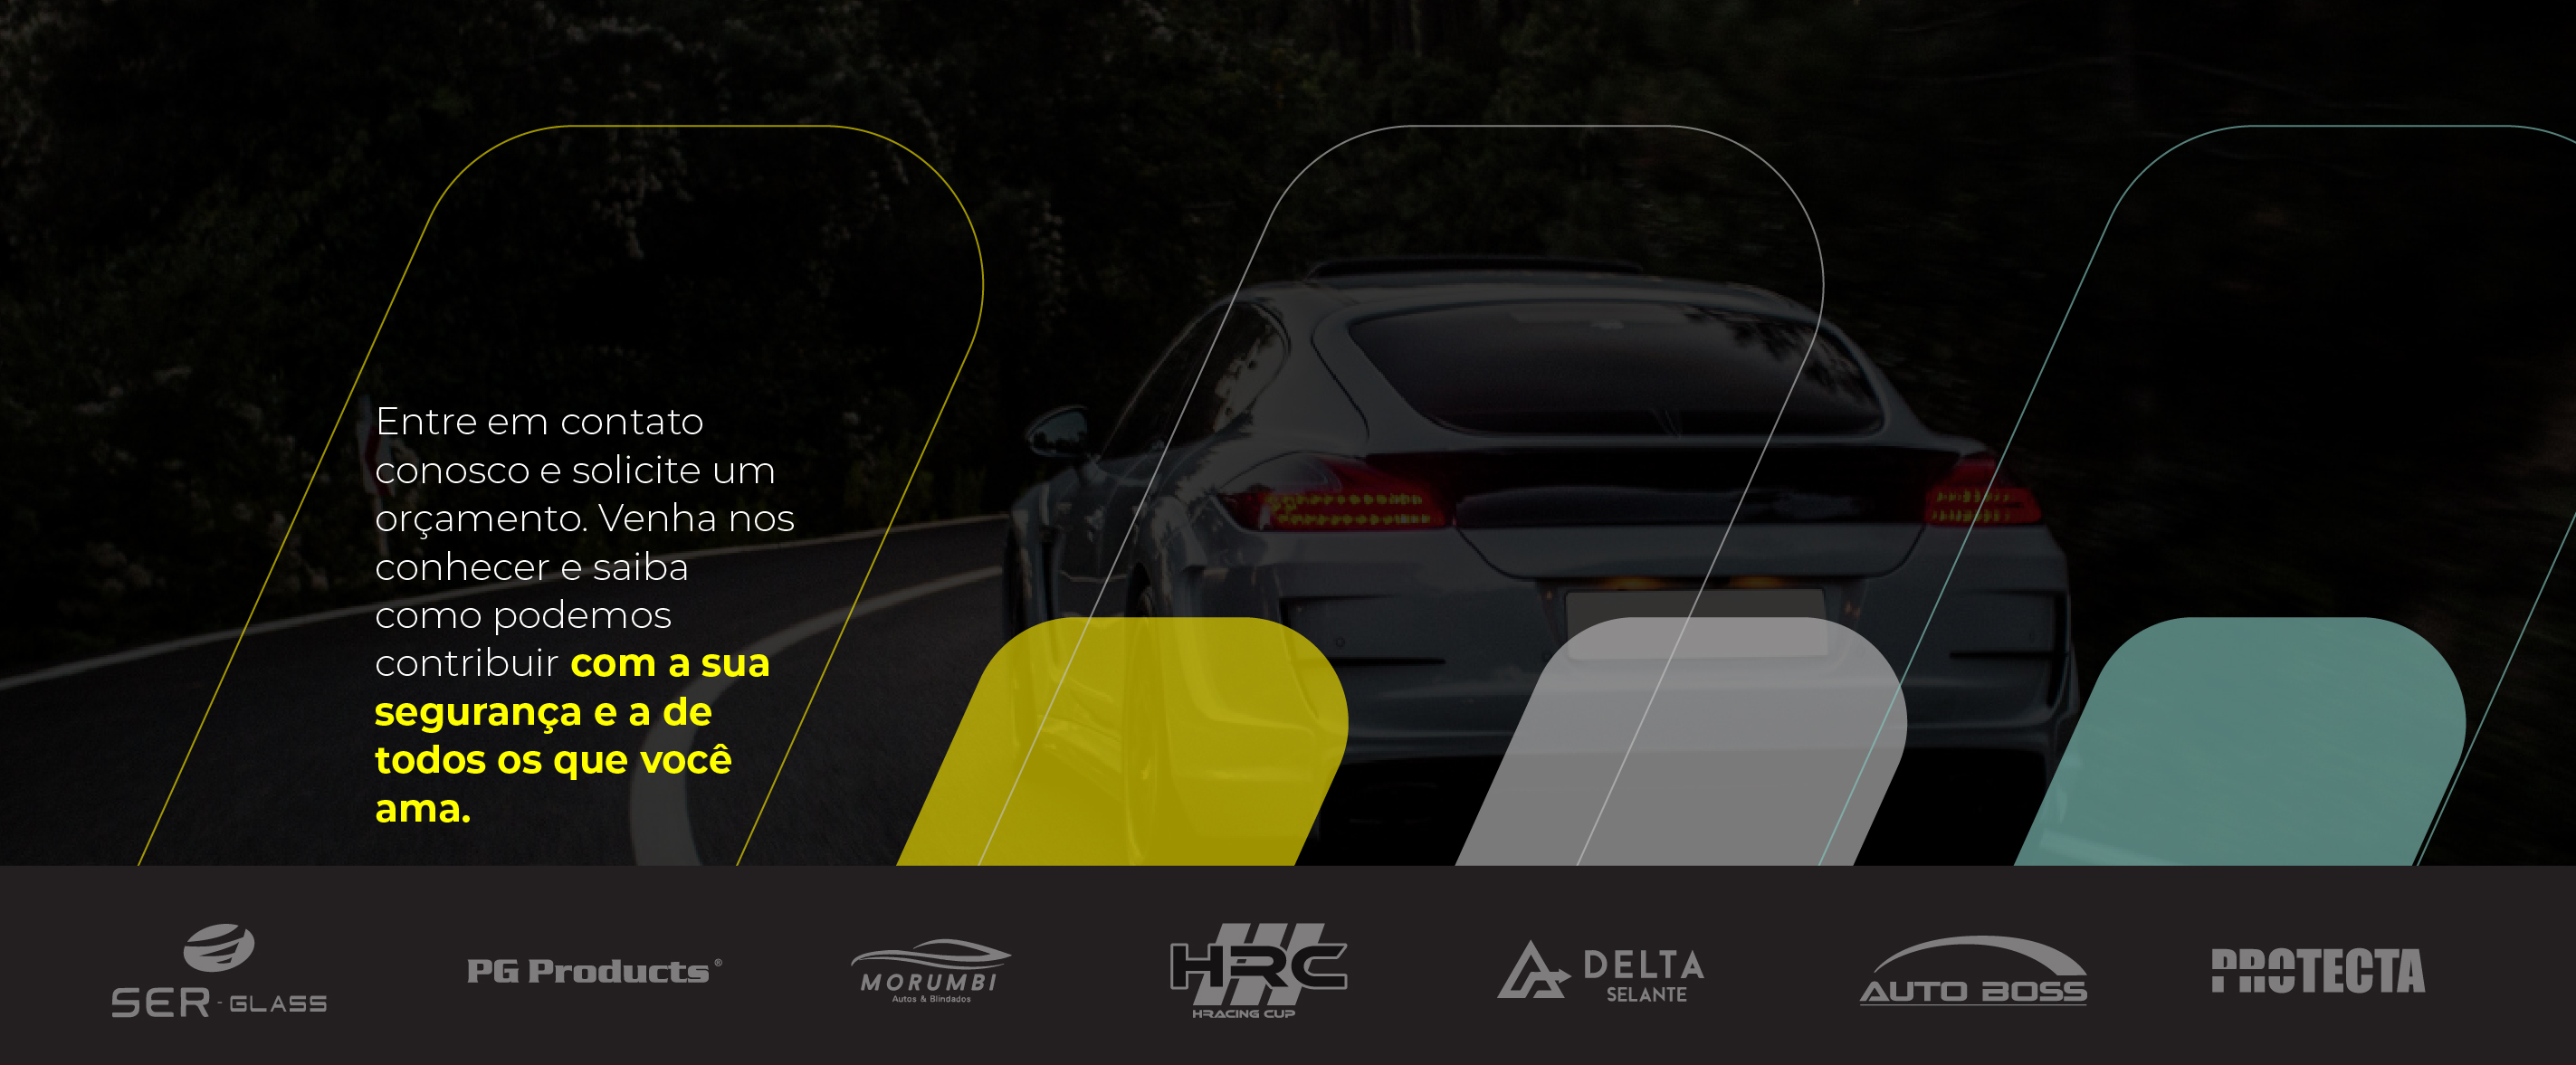 Entre em contato
conosco e solicite um
orçamento. Venha nos
conhecer e saiba
como podemos
contribuir com a sua
segurança e a de
todos os que você
ama.
SER - GLASS
PG Products®
MORUMBI
Autos & Blindados
HRC
HRACING CUP
DELTA
SELANTE
AUTO BOSS
PROTECTA